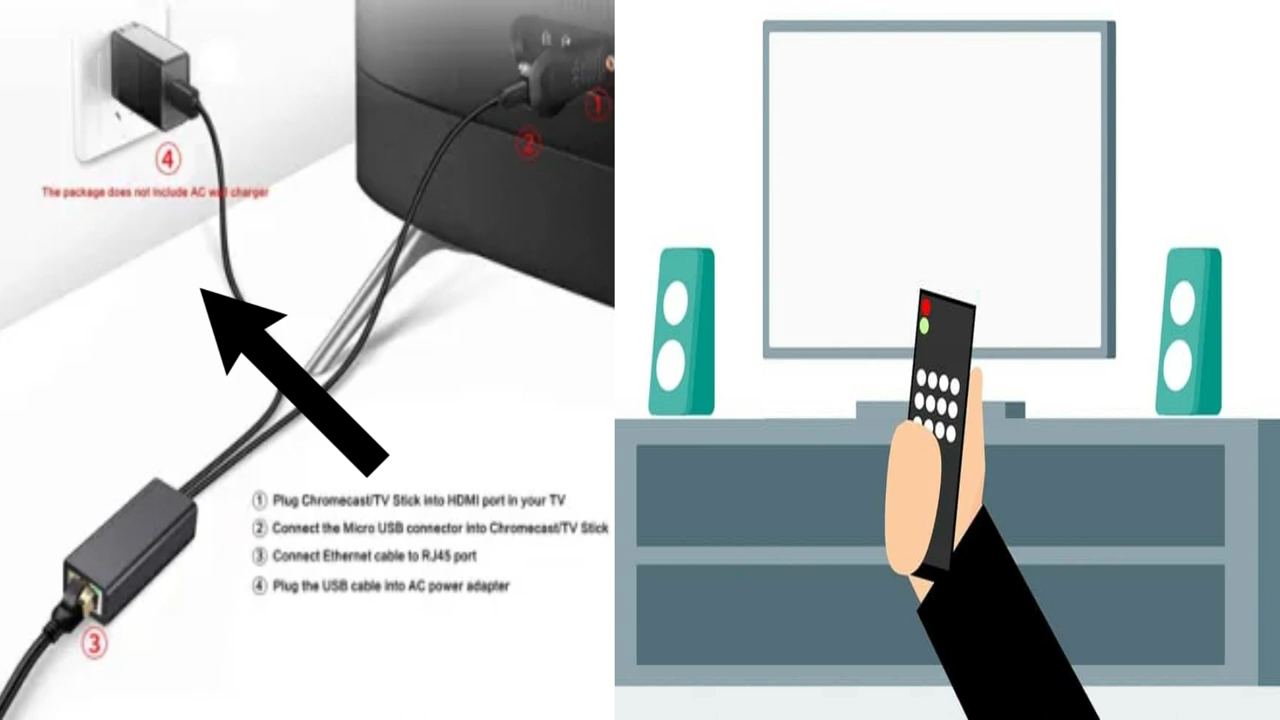 ④
The package does not include AC wall charger
②
①
① Plug Chromecast/TV Stick into HDMI port in your TV
② Connect the Micro USB connector into Chromecast/TV Stick
③ Connect Ethernet cable to RJ45 port
④ Plug the USB cable into AC power adapter
③